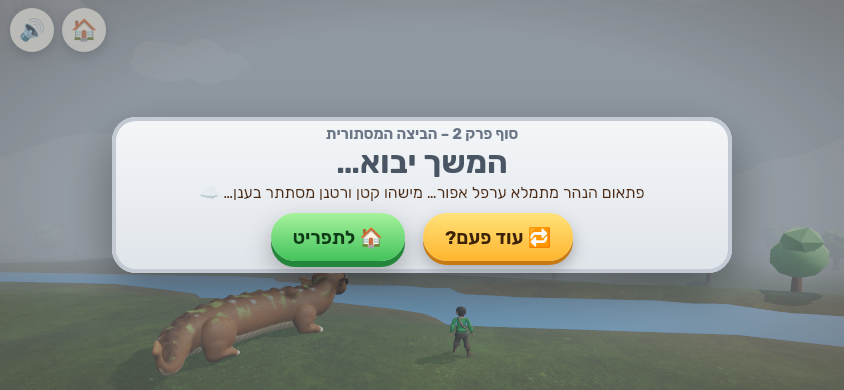 סוף פרק 2 – הביצה המסתורית
המשך יבוא...
פתאום הנהר מתמלא ערפל אפור... מישהו קטן ורטנן מסתתר בענן... ☁️
🔁 עוד פעם?
🏠 לתפריט